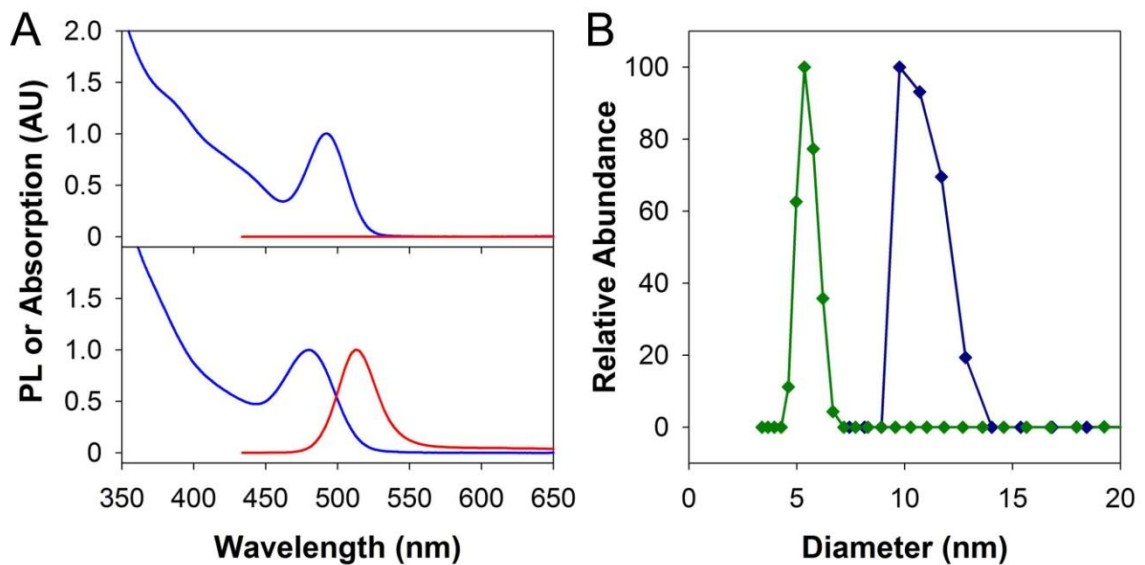 A
B
PL or Absorption (AU)
2.0
1.5
1.0
0.5
0
1.5
1.0
0.5
0
350 400 450 500 550 600 650
Wavelength (nm)
Relative Abundance
100
80
60
40
20
0
0 5 10 15 20
Diameter (nm)